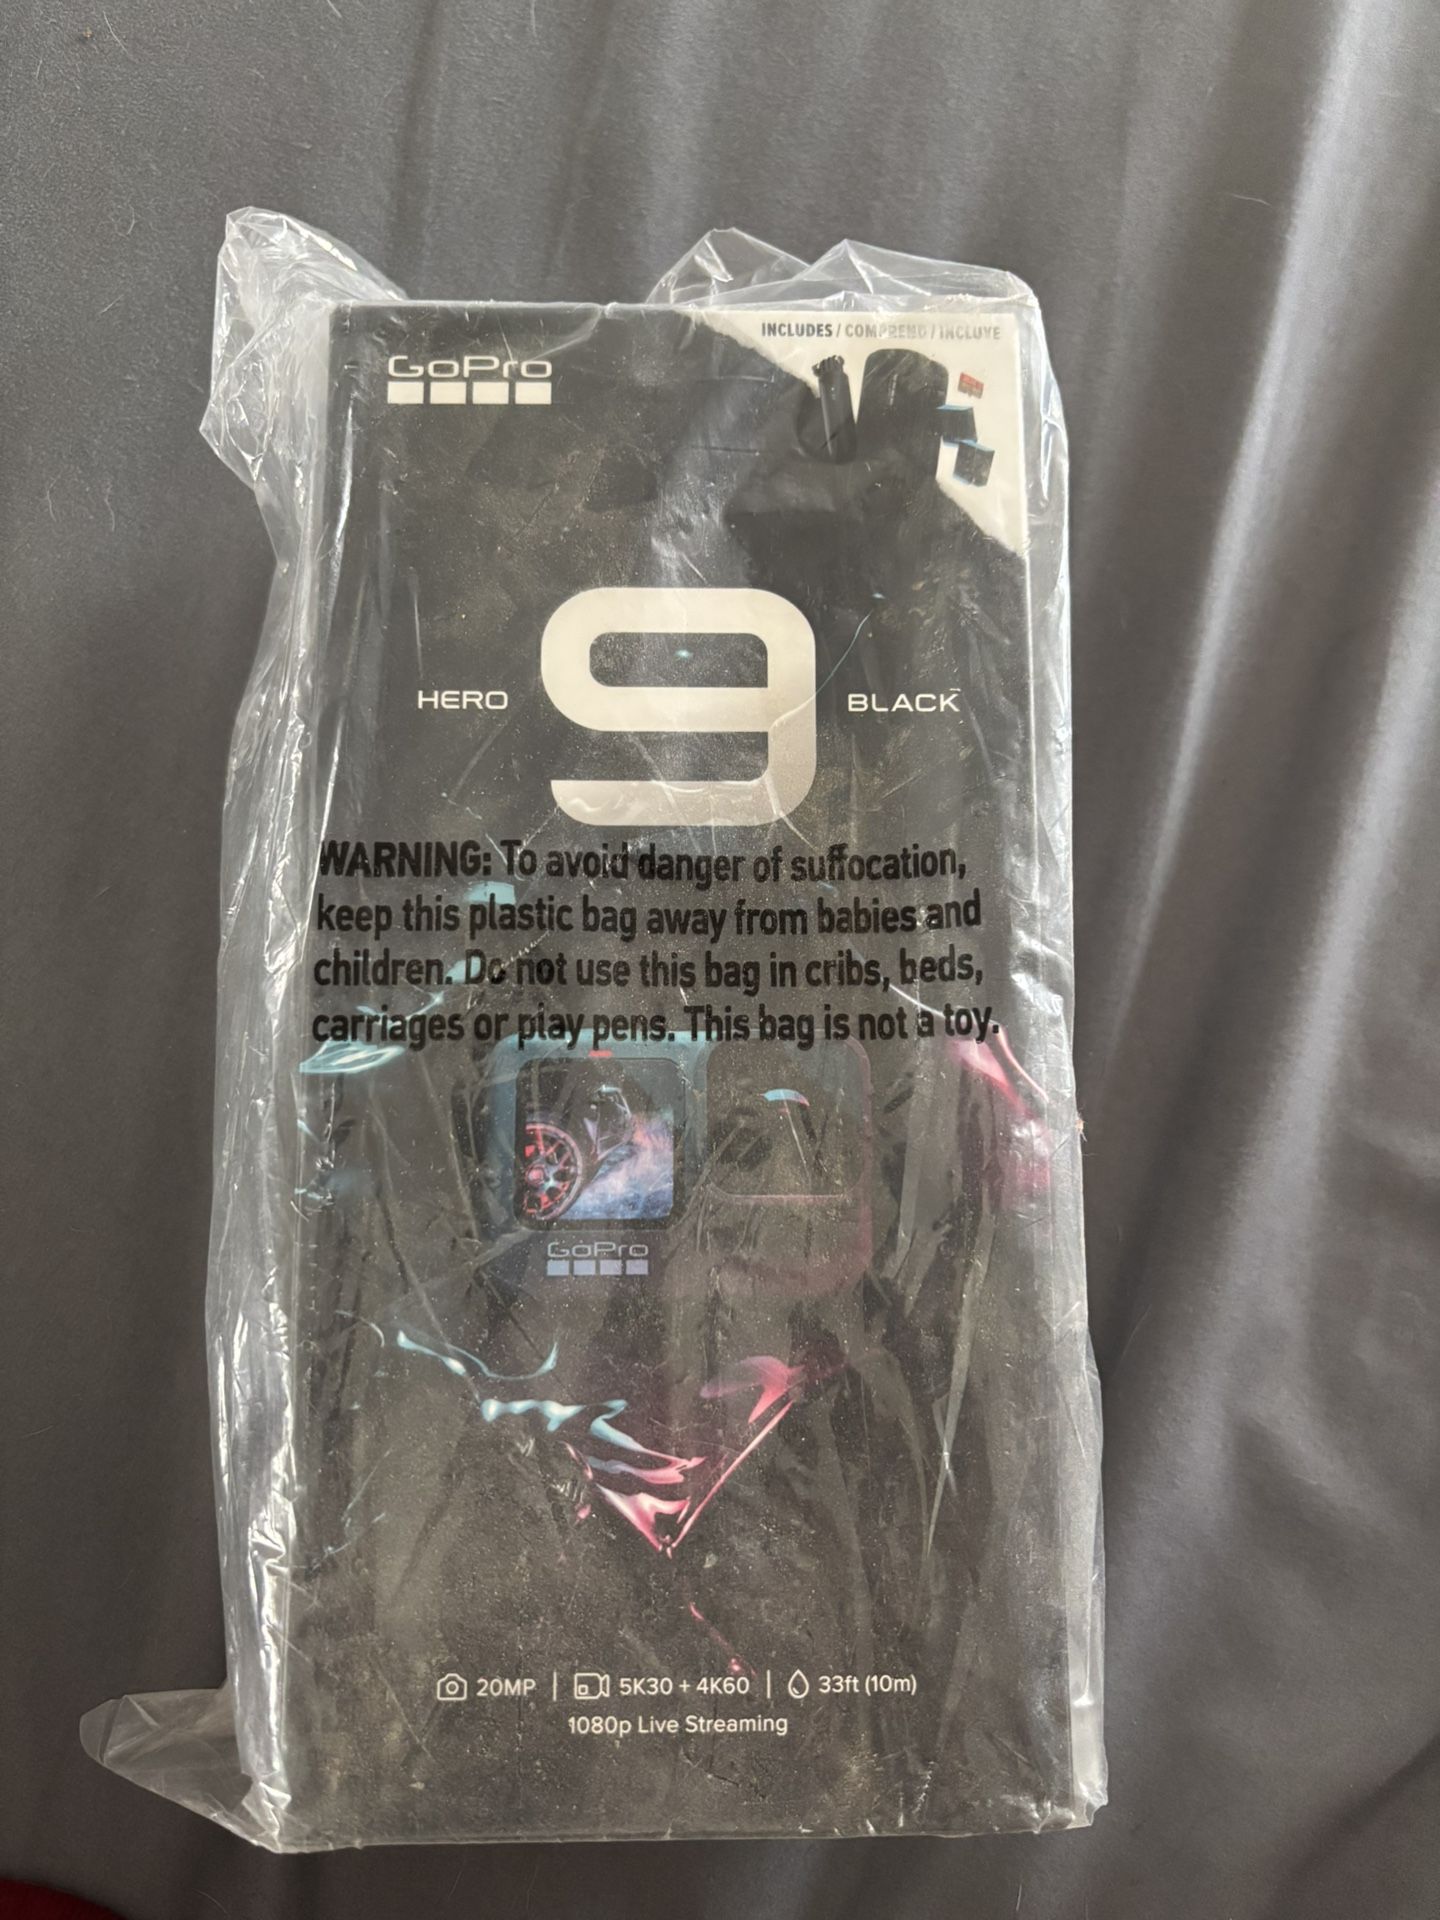 INCLUDES / COMPREND / INCLUYE
GoPro
HERO
9
BLACK
WARNING: To avoid danger of suffocation,
keep this plastic bag away from babies and
children. Do not use this bag in cribs, beds,
carriages or play pens. This bag is not a toy.
GoPro
20MP | 5K30 + 4K60 | 33ft (10m)
1080p Live Streaming